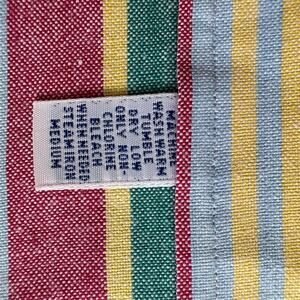 MACHINE
WASH WARM
TUMBLE
DRY LOW
ONLY NON-
CHLORINE
BLEACH
WHEN NEEDED
STEAM IRON
MEDIUM